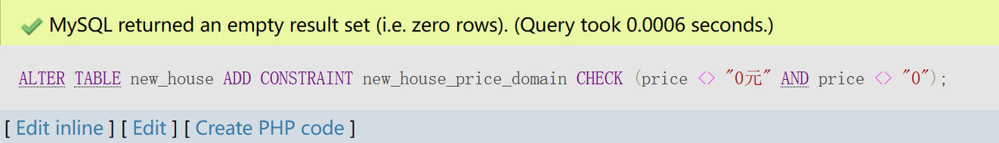 MySQL returned an empty result set (i.e. zero rows). (Query took 0.0006 seconds.)
ALTER TABLE new_house ADD CONSTRAINT new_house_price_domain CHECK (price <> "0元" AND price <> "0");
[ Edit inline ] [ Edit ] [ Create PHP code ]